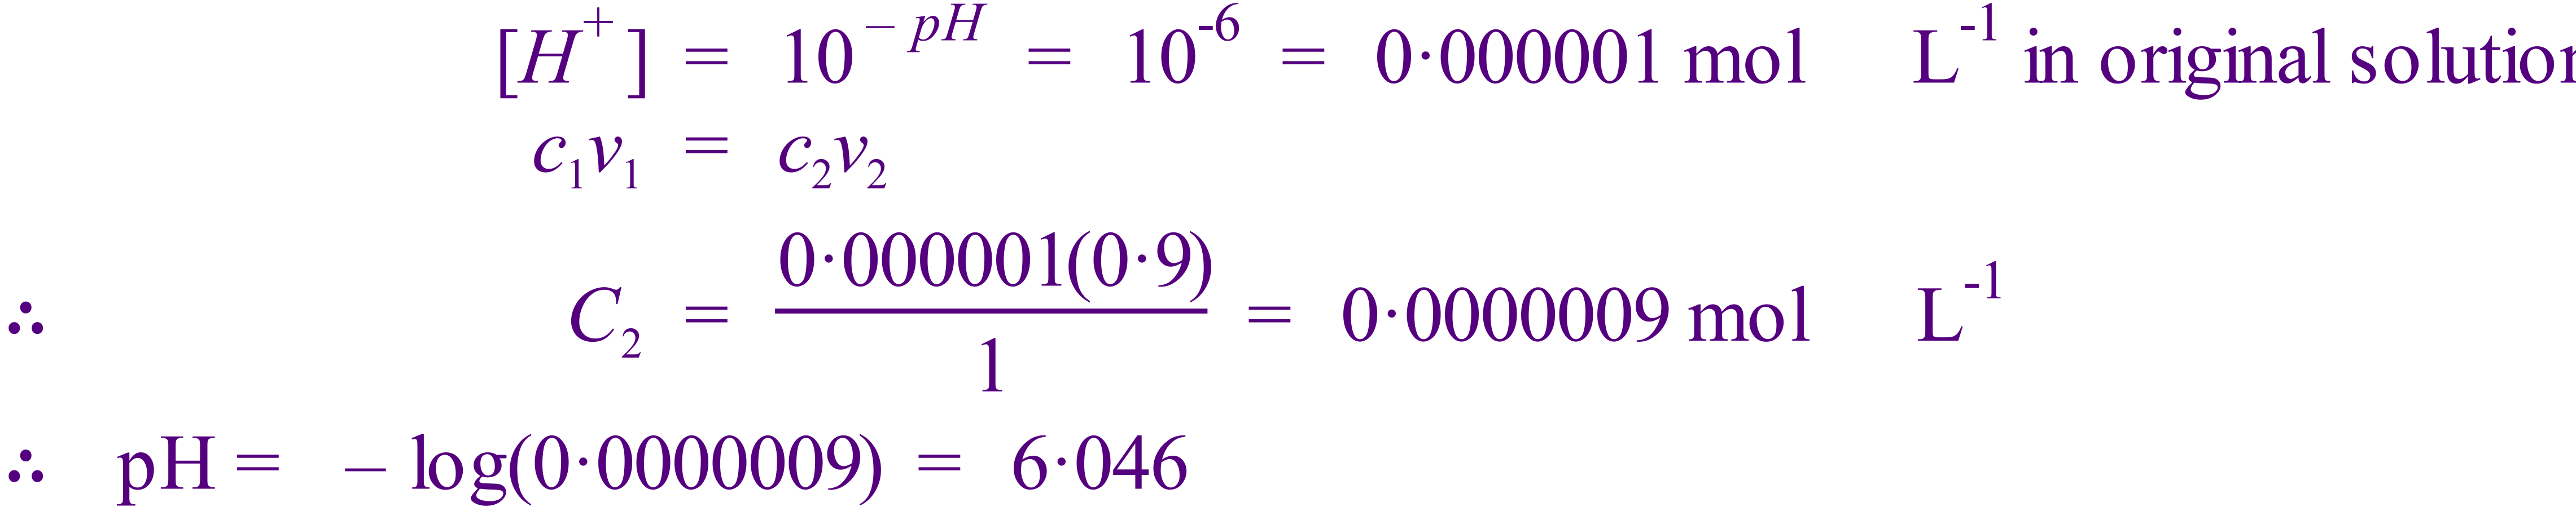 [H⁺] = 10⁻ᵖᴴ = 10⁻⁶ = 0·000001 mol L⁻¹ in original solution
c₁v₁ = c₂v₂
∴ C₂ = 0·000001(0·9) / 1 = 0·0000009 mol L⁻¹
∴ pH = − log(0·0000009) = 6·046